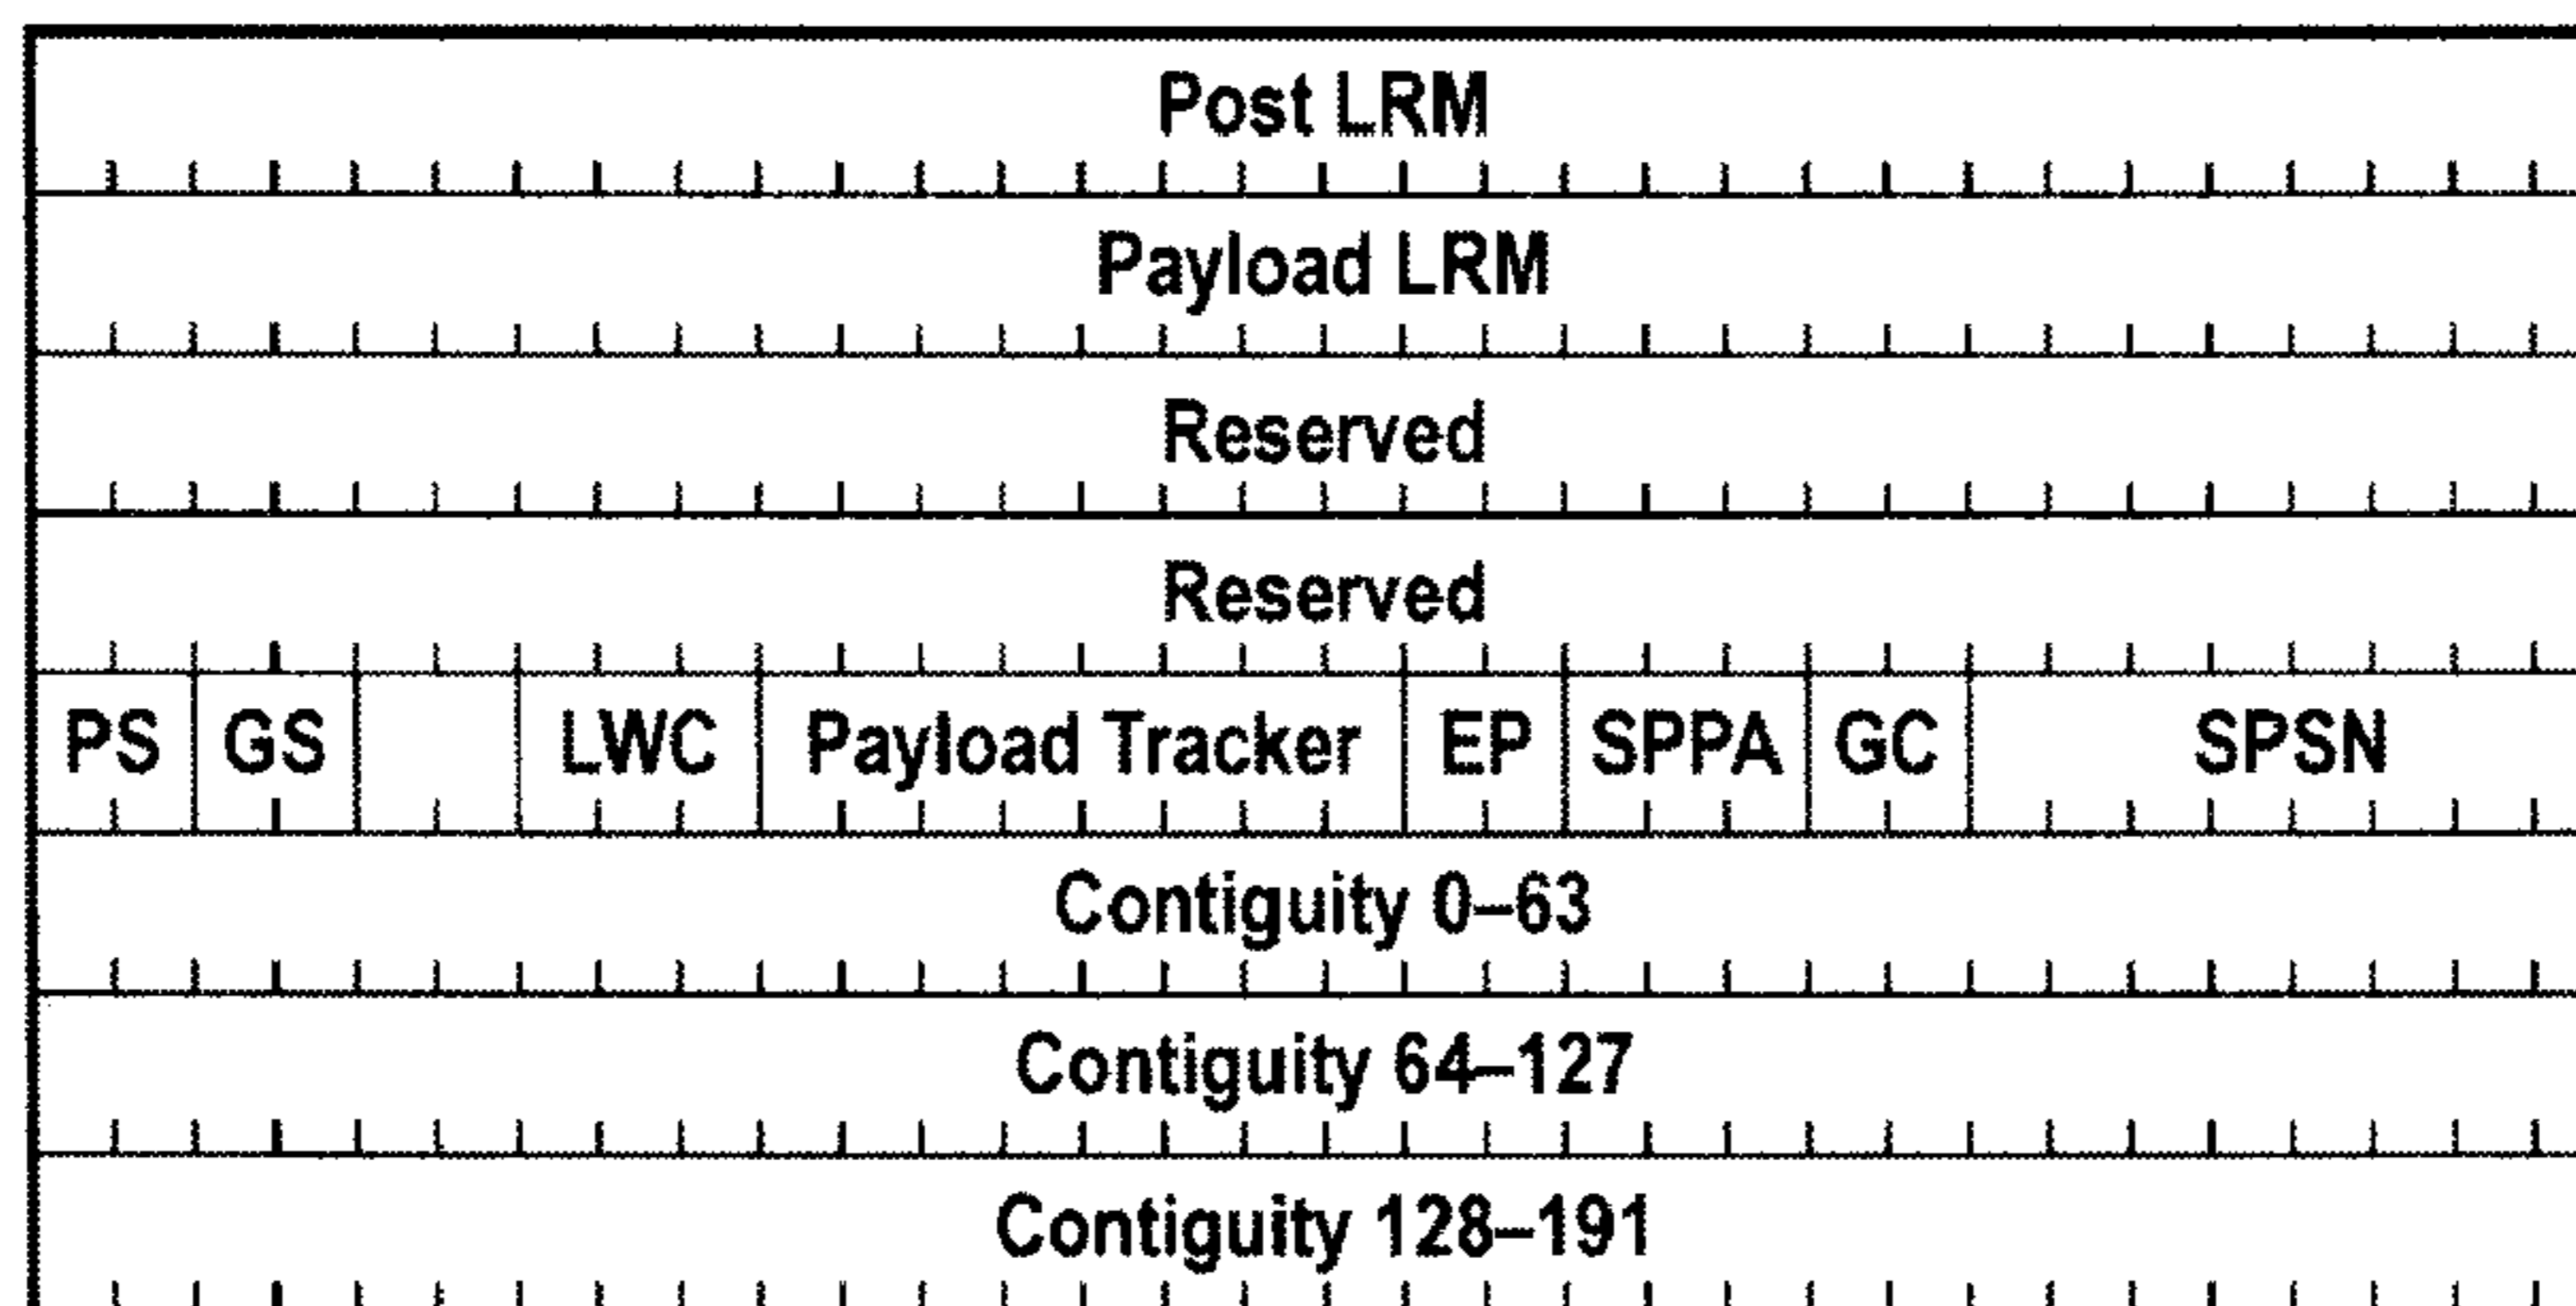 Post LRM
Payload LRM
Reserved
Reserved
PS GS LWC Payload Tracker EP SPPA GC SPSN
Contiguity 0–63
Contiguity 64–127
Contiguity 128–191